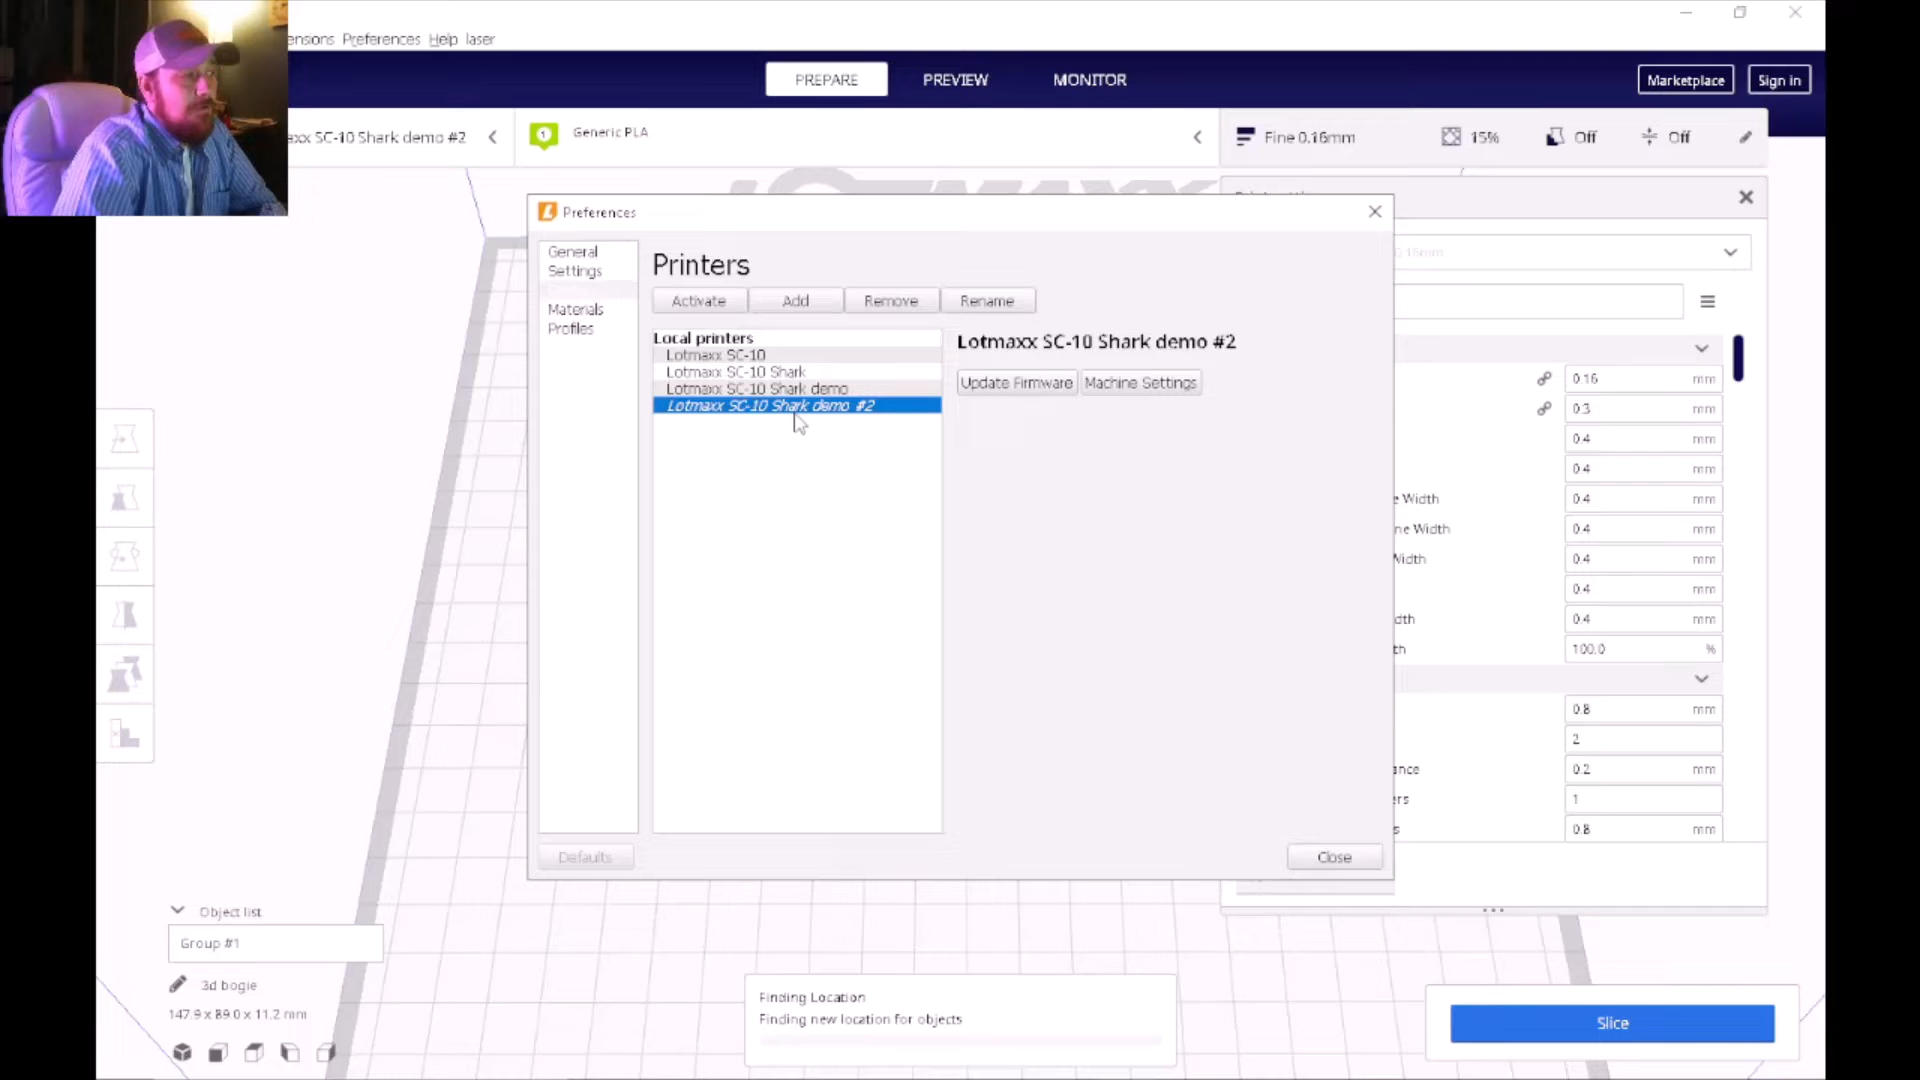 ensions Preferences Help laser
PREPARE PREVIEW MONITOR Marketplace Sign in
xx SC-10 Shark demo #2 1 Generic PLA Fine 0.16mm 15% Off Off
LOTMAXX
Preferences
General
Settings
Materials
Profiles
Printers
Activate Add Remove Rename
Local printers
Lotmaxx SC-10
Lotmaxx SC-10 Shark
Lotmaxx SC-10 Shark demo
Lotmaxx SC-10 Shark demo #2
Lotmaxx SC-10 Shark demo #2
Update Firmware Machine Settings
Defaults
Close
0.16mm
0.16 mm
0.3 mm
0.4 mm
0.4 mm
e Width 0.4 mm
ne Width 0.4 mm
Width 0.4 mm
0.4 mm
dth 0.4 mm
th 100.0 %
0.8 mm
2
ance 0.2 mm
ers 1
s 0.8 mm
Object list
Group #1
3d bogie
147.9 x 89.0 x 11.2 mm
Finding Location
Finding new location for objects
Slice